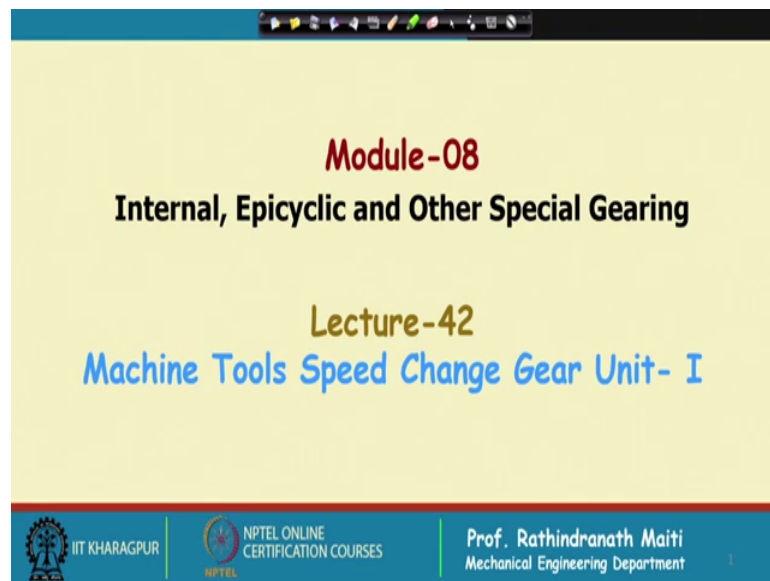 Module-08
Internal, Epicyclic and Other Special Gearing
Lecture-42
Machine Tools Speed Change Gear Unit- I
IIT KHARAGPUR
NPTEL
NPTEL ONLINE
CERTIFICATION COURSES
Prof. Rathindranath Maiti
Mechanical Engineering Department
1